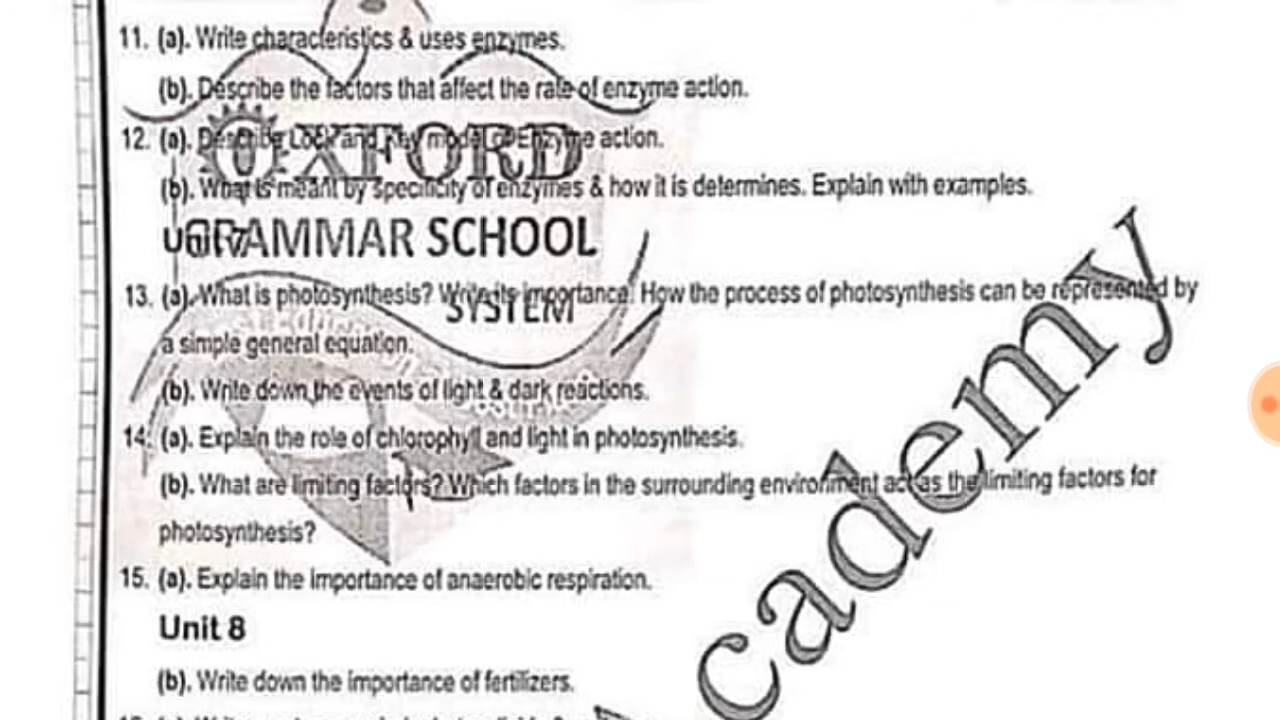 11. (a). Write characteristics & uses enzymes.
(b). Describe the factors that affect the rate of enzyme action.
12. (a). Describe Lock and Key model of Enzyme action.
OXFORD
(b). What is meant by specificity of enzymes & how it is determines. Explain with examples.
Unit 7
GRAMMAR SCHOOL
13. (a). What is photosynthesis? Write its importance. How the process of photosynthesis can be represented by
SYSTEM
a simple general equation.
(b). Write down the events of light & dark reactions.
14. (a). Explain the role of chlorophyll and light in photosynthesis.
(b). What are limiting factors? Which factors in the surrounding environment act as the limiting factors for
photosynthesis?
15. (a). Explain the importance of anaerobic respiration.
Unit 8
(b). Write down the importance of fertilizers.
cademy